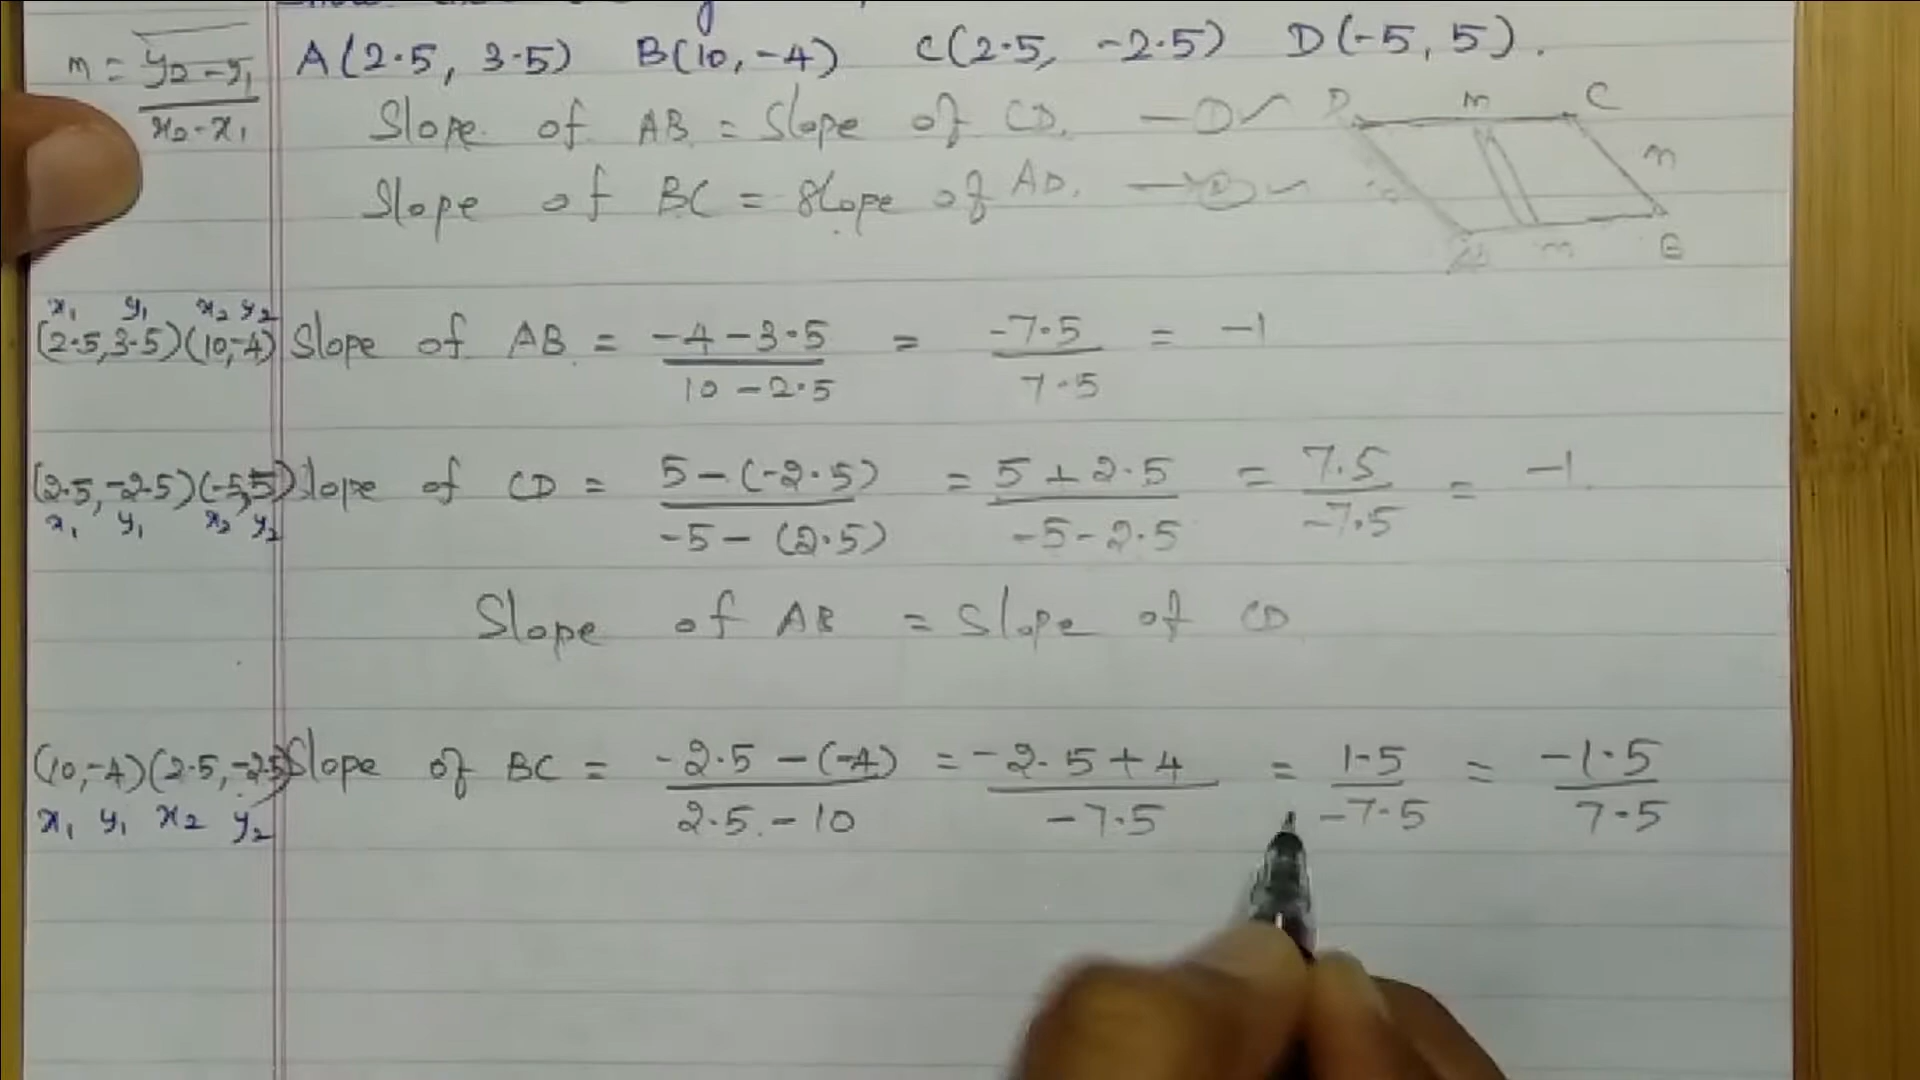 m = y2 - y1 / x2 - x1
A(2.5, 3.5) B(10, -4) C(2.5, -2.5) D(-5, 5).
Slope of AB = Slope of CD. — ①
Slope of BC = Slope of AD. → ②
D m C
m
A m B
x1 y1 x2 y2
(2.5,3.5)(10,-4) Slope of AB = -4 - 3.5 / 10 - 2.5 = -7.5 / 7.5 = -1
(2.5,-2.5)(-5,5) Slope of CD = 5 - (-2.5) / -5 - (2.5) = 5 + 2.5 / -5 - 2.5 = 7.5 / -7.5 = -1
x1 y1 x2 y2
Slope of AB = Slope of CD
(10,-4)(2.5,-2.5) Slope of BC = -2.5 - (-4) / 2.5 - 10 = -2.5 + 4 / -7.5 = 1.5 / -7.5 = -1.5 / 7.5
x1 y1 x2 y2